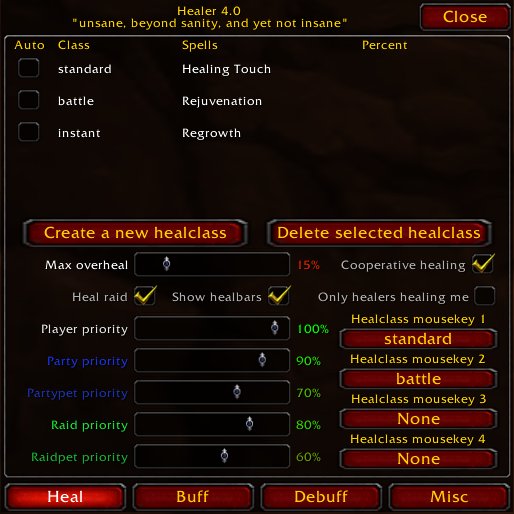 Healer 4.0
"unsane, beyond sanity, and yet not insane"
Close
Auto Class Spells Percent
standard Healing Touch
battle Rejuvenation
instant Regrowth
Create a new healclass Delete selected healclass
Max overheal 15% Cooperative healing
Heal raid Show healbars Only healers healing me
Player priority 100% Healclass mousekey 1
standard
Party priority 90% Healclass mousekey 2
battle
Partypet priority 70% Healclass mousekey 3
None
Raid priority 80% Healclass mousekey 4
None
Raidpet priority 60%
Heal Buff Debuff Misc